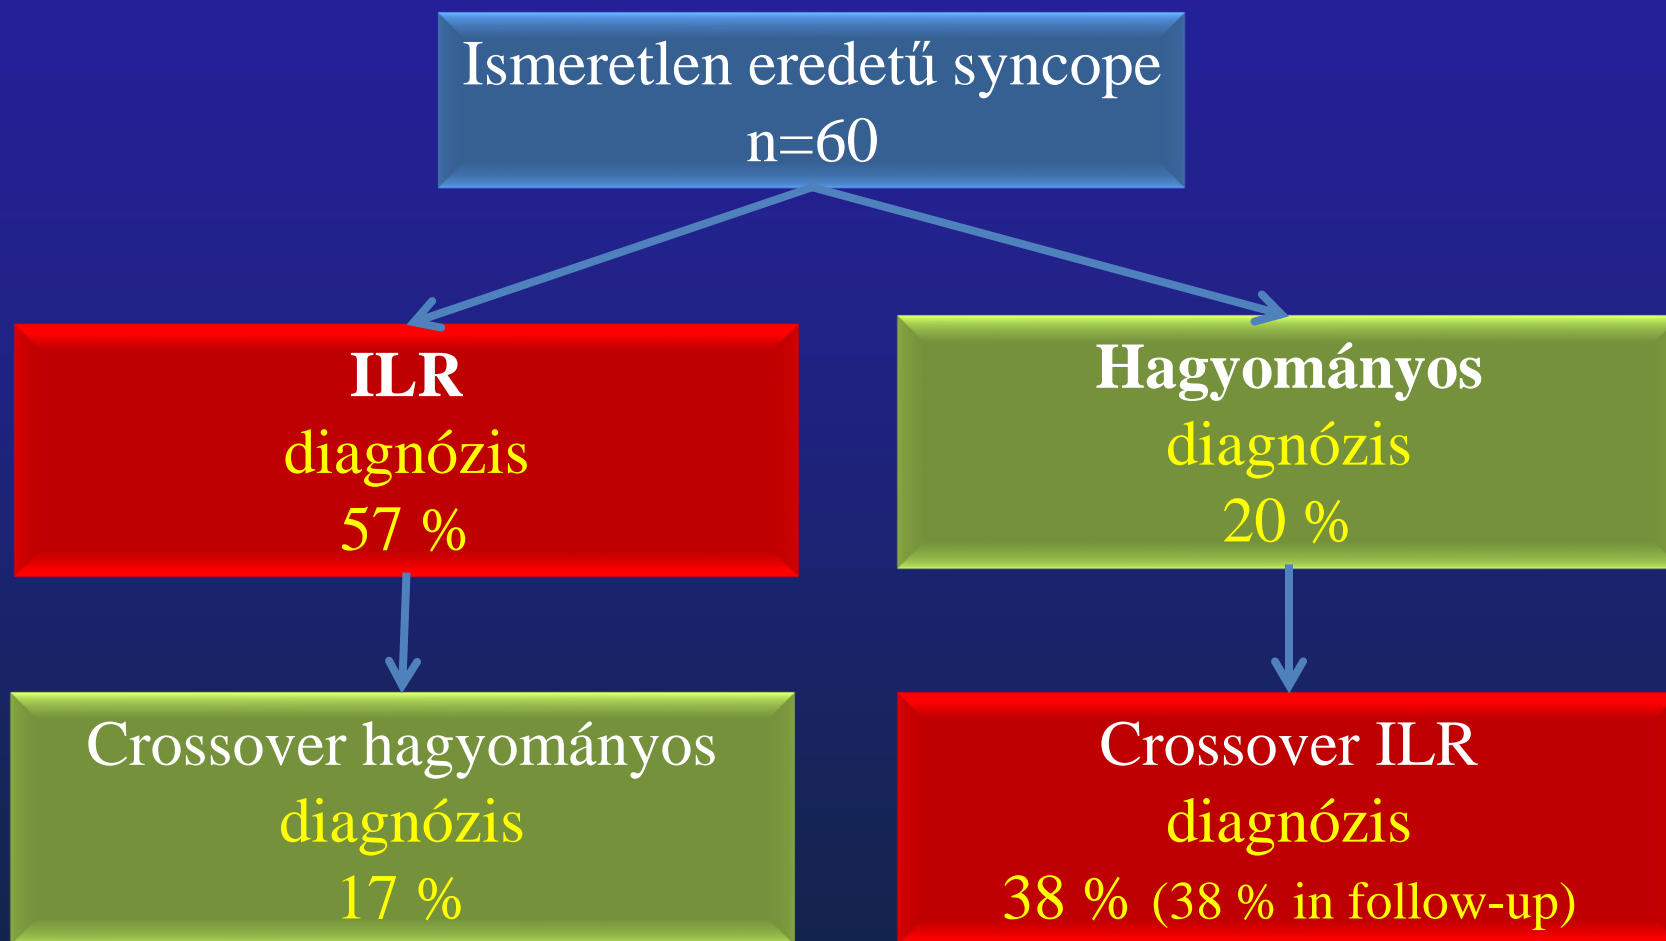 Ismeretlen eredetű syncope
n=60
ILR
diagnózis
57 %
Hagyományos
diagnózis
20 %
Crossover hagyományos
diagnózis
17 %
Crossover ILR
diagnózis
38 % (38 % in follow-up)